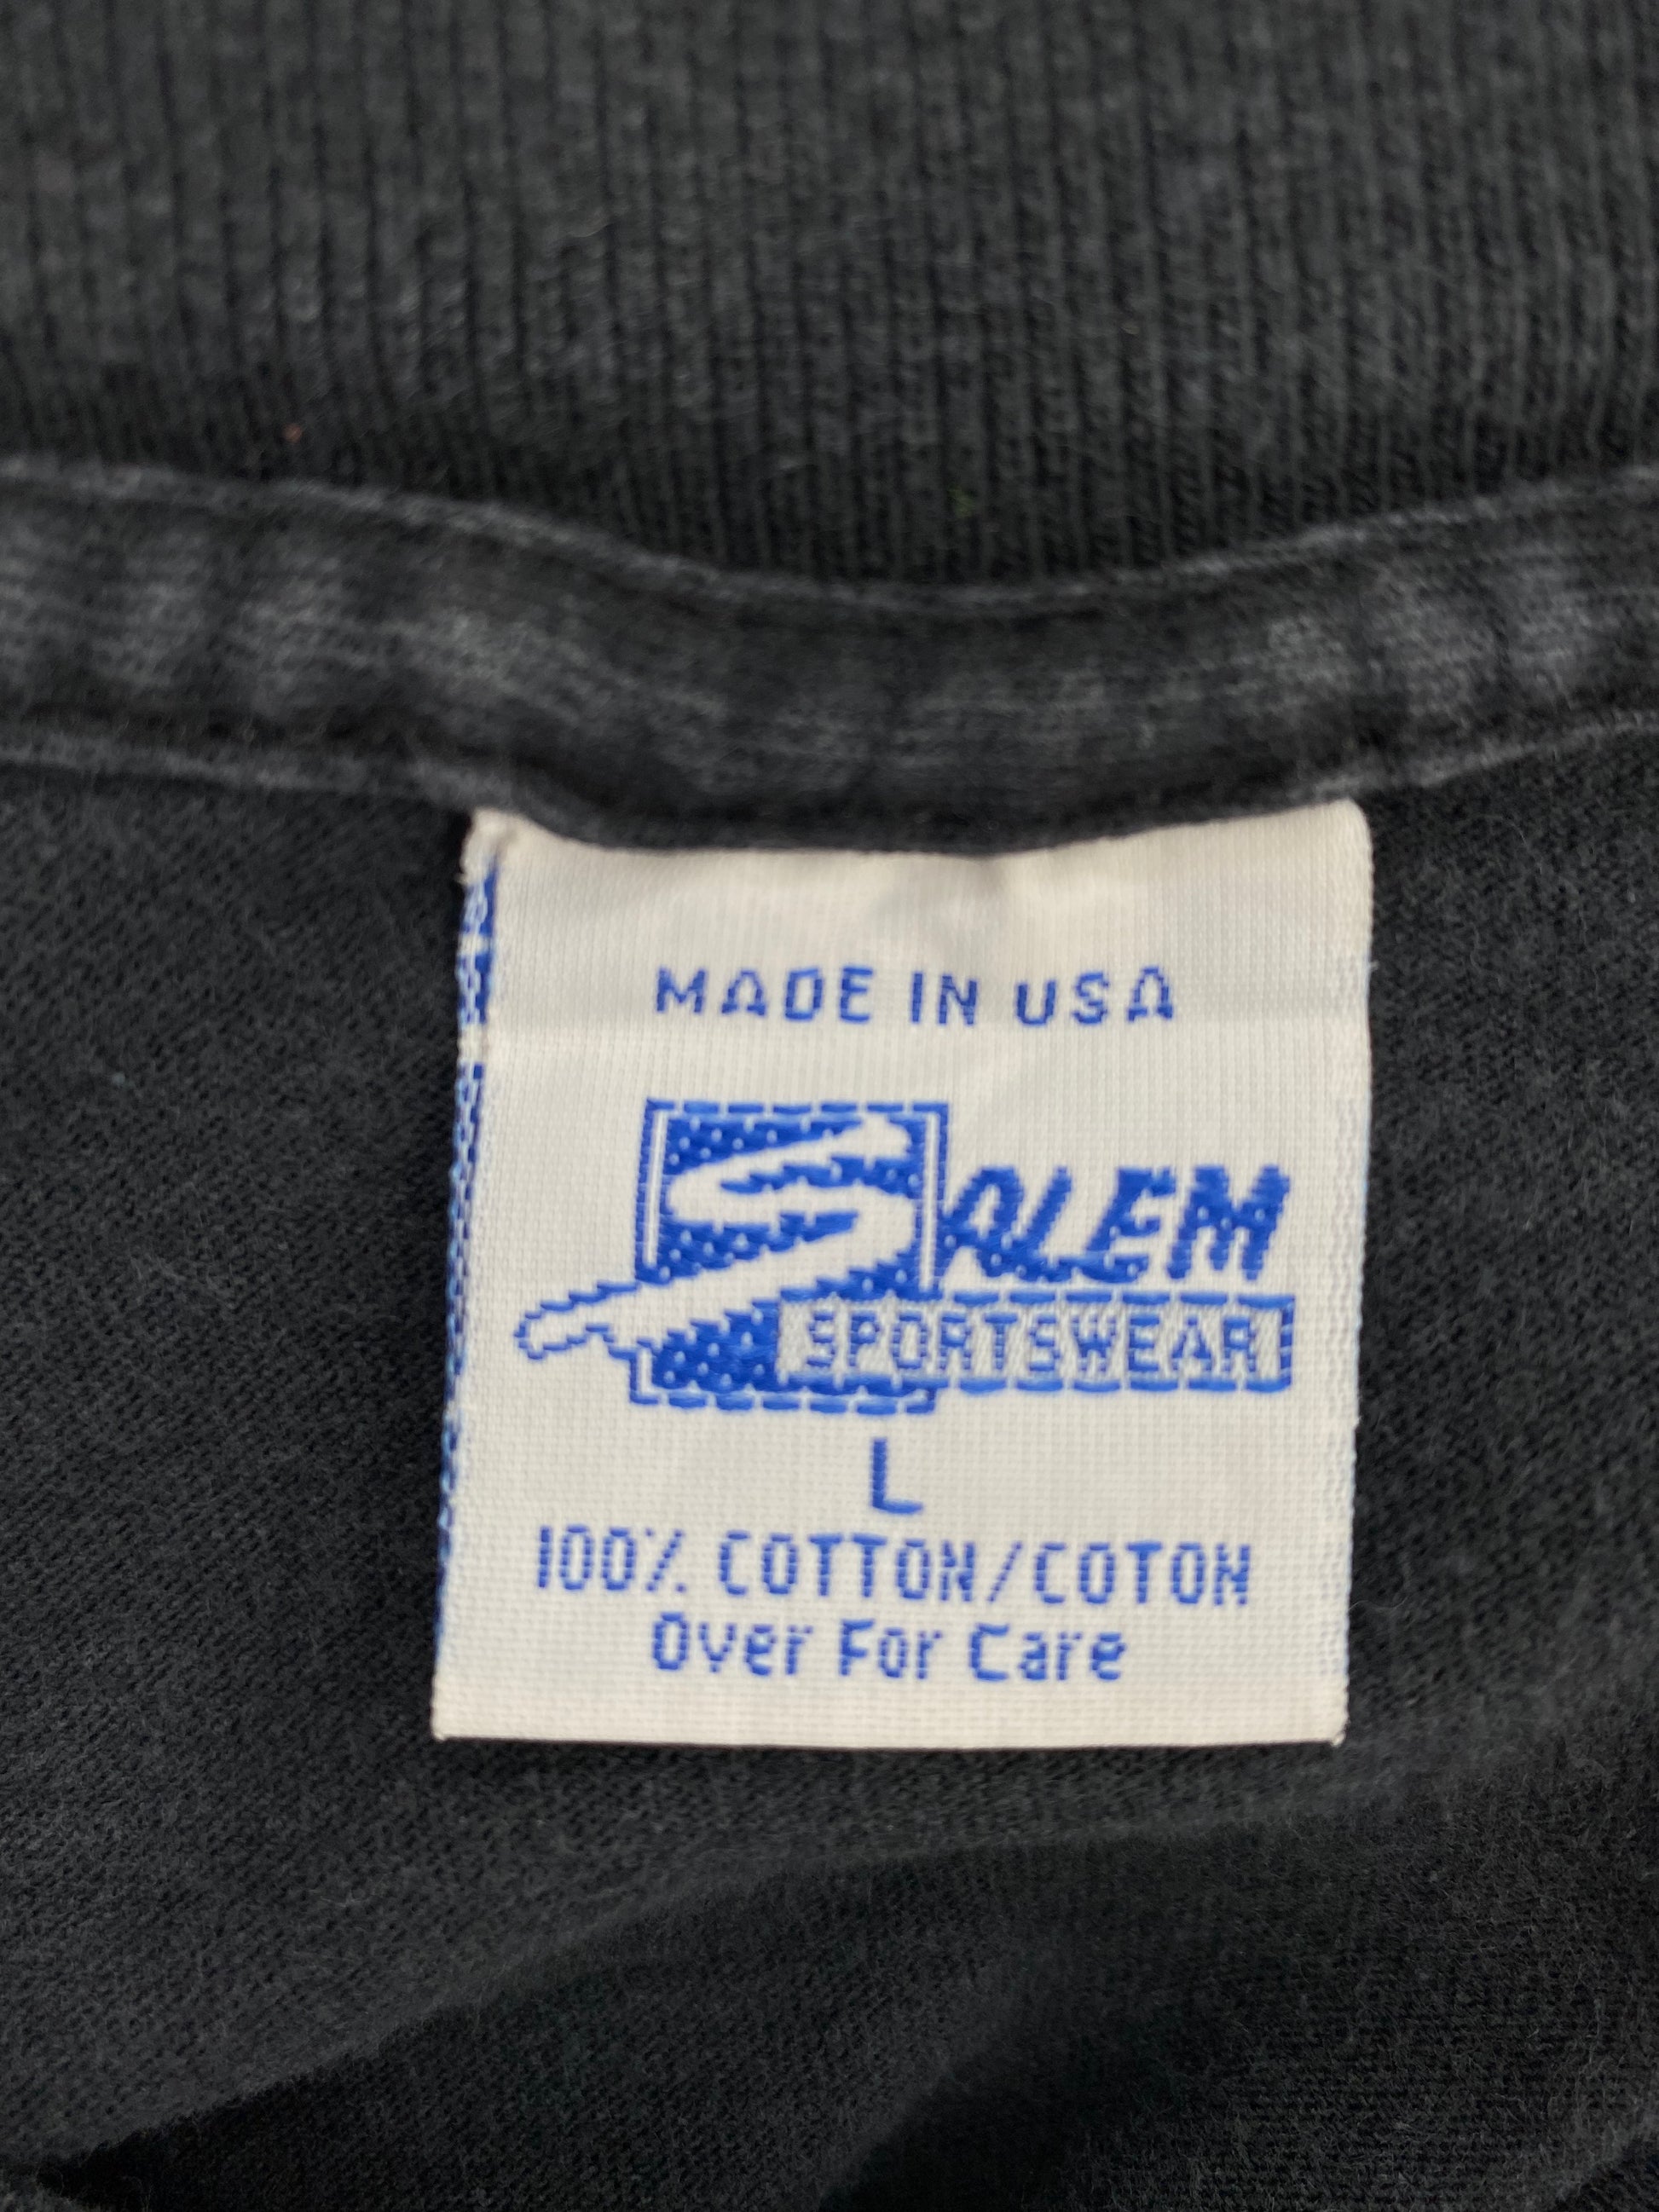 MADE IN USA
SALEM
SPORTSWEAR
L
100% COTTON/COTON
Over For Care